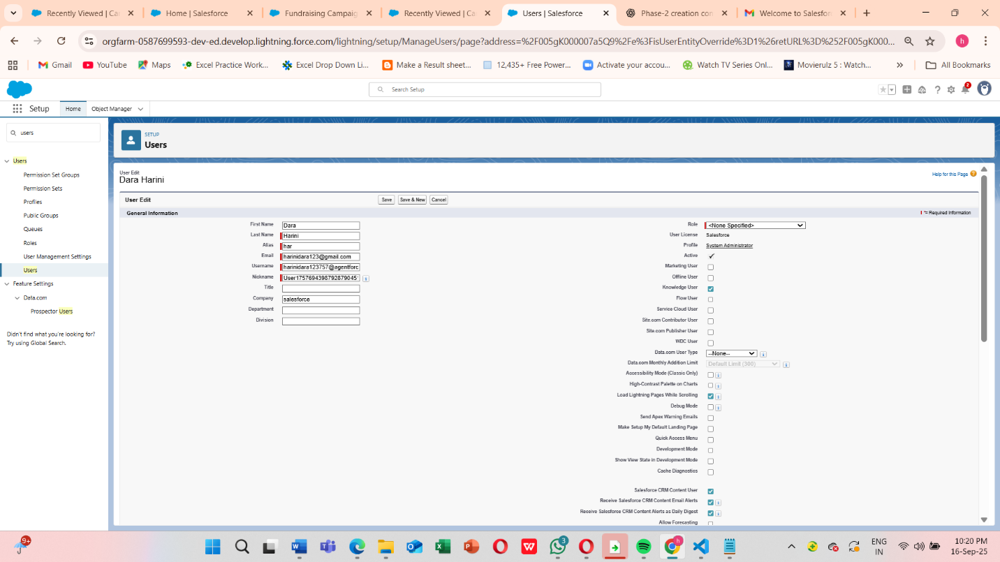 Recently Viewed | Ca
Home | Salesforce
Fundraising Campaig
Recently Viewed | Ca
Users | Salesforce
Phase-2 creation con
Welcome to Salesfor
orgfarm-0587699593-dev-ed.develop.lightning.force.com/lightning/setup/ManageUsers/page?address=%2F005gK000007a5Q9%2Fe%3FisUserEntityOverride%3D1%26retURL%3D%252F005gK000...
h
Gmail
YouTube
Maps
Excel Practice Work...
Excel Drop Down Li...
Make a Result sheet...
12,435+ Free Power...
Activate your accou...
Watch TV Series Onl...
Movierulz 5 : Watch...
All Bookmarks
Search Setup
2
Setup
Home
Object Manager
users
Users
Permission Set Groups
Permission Sets
Profiles
Public Groups
Queues
Roles
User Management Settings
Users
Feature Settings
Data.com
Prospector Users
Didn't find what you're looking for?
Try using Global Search.
SETUP
Users
User Edit
Dara Harini
Help for this Page
User Edit
Save
Save & New
Cancel
General Information
= Required Information
First Name Dara
Last Name Harini
Alias har
Email harinidara123@gmail.com
Username harinidara123757@agentforc
Nickname User1757694398792879045
Title
Company salesforce
Department
Division
Role <None Specified>
User License Salesforce
Profile System Administrator
Active
Marketing User
Offline User
Knowledge User
Flow User
Service Cloud User
Site.com Contributor User
Site.com Publisher User
WDC User
Data.com User Type --None--
Data.com Monthly Addition Limit Default Limit (300)
Accessibility Mode (Classic Only)
High-Contrast Palette on Charts
Load Lightning Pages While Scrolling
Debug Mode
Send Apex Warning Emails
Make Setup My Default Landing Page
Quick Access Menu
Development Mode
Show View State in Development Mode
Cache Diagnostics
Salesforce CRM Content User
Receive Salesforce CRM Content Email Alerts
Receive Salesforce CRM Content Alerts as Daily Digest
Allow Forecasting
9+
3
h
ENG
IN
10:20 PM
16-Sep-25